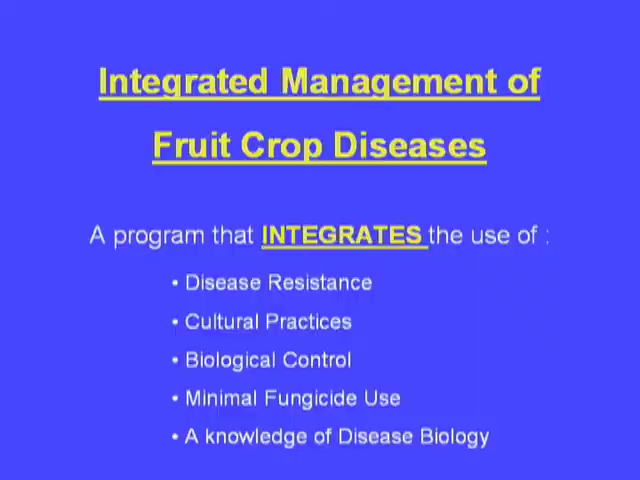 Integrated Management of
Fruit Crop Diseases
A program that INTEGRATES the use of :
• Disease Resistance
• Cultural Practices
• Biological Control
• Minimal Fungicide Use
• A knowledge of Disease Biology